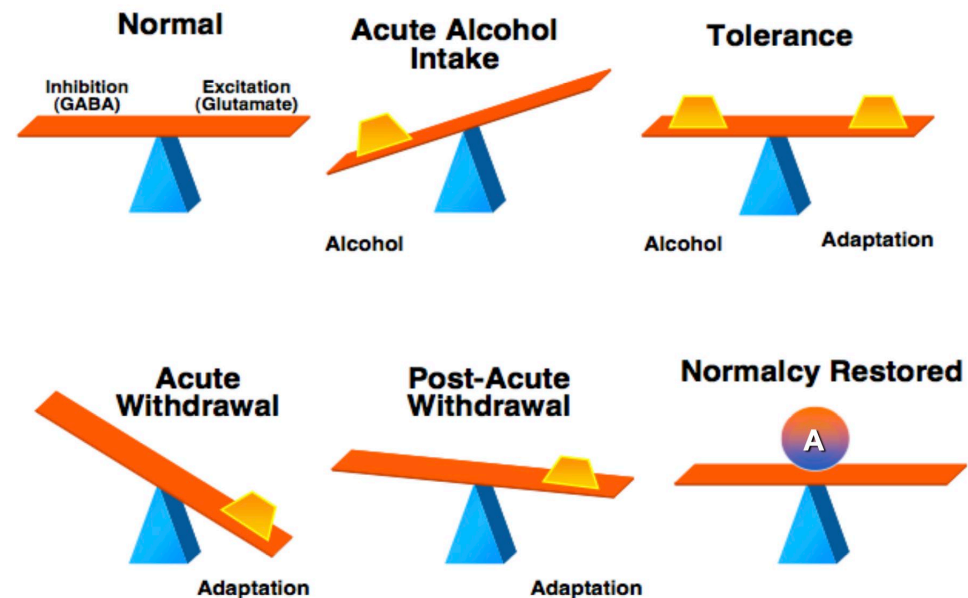 Normal
Inhibition
(GABA)
Excitation
(Glutamate)
Acute Alcohol
Intake
Alcohol
Tolerance
Alcohol
Adaptation
Acute
Withdrawal
Adaptation
Post-Acute
Withdrawal
Adaptation
Normalcy Restored
A